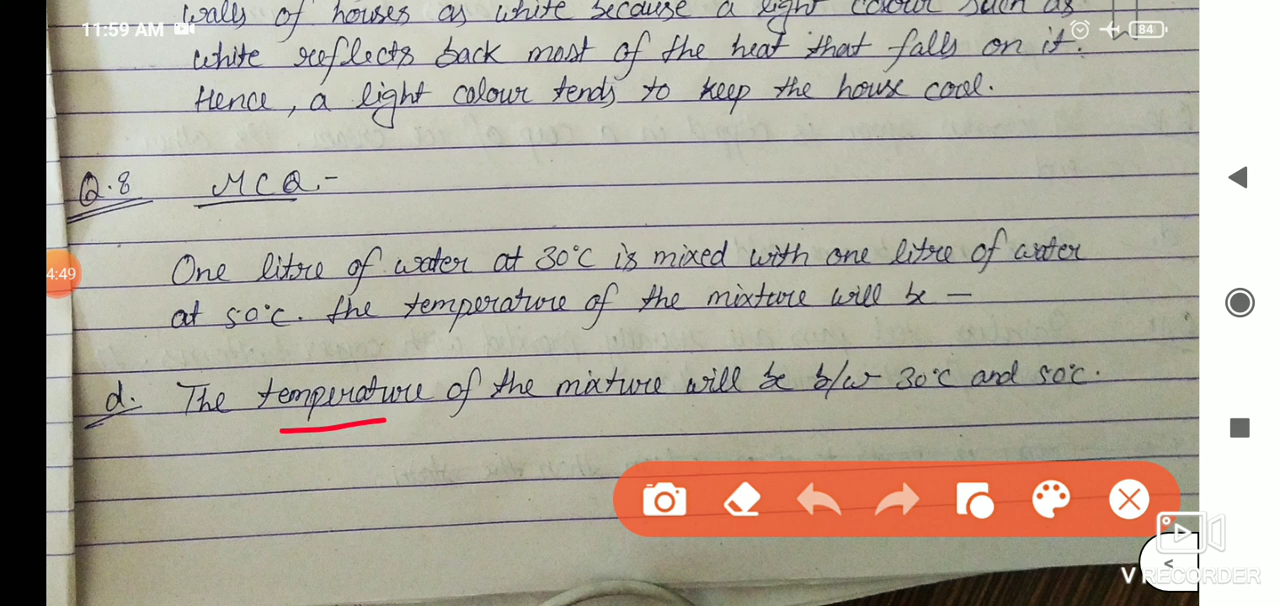 walls of houses as white because a light colour such as
11:59 AM
84
white reflects back most of the heat that falls on it.
Hence, a light colour tends to keep the house cool.
Q.8 MCQ.-
4:49
One litre of water at 30°C is mixed with one litre of water
at 50°C. the temperature of the mixture will be —
d. The temperature of the mixture will be b/w 30°C and 50°C.
V RECORDER